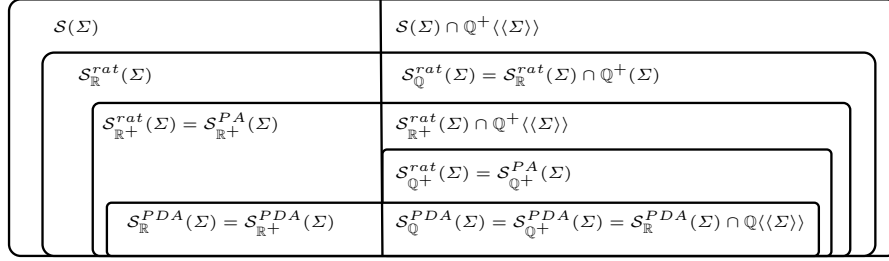 𝒮(Σ) 𝒮(Σ) ∩ ℚ⁺⟨⟨Σ⟩⟩
𝒮_ℝ^{rat}(Σ) 𝒮_ℚ^{rat}(Σ) = 𝒮_ℝ^{rat}(Σ) ∩ ℚ⁺(Σ)
𝒮_{ℝ⁺}^{rat}(Σ) = 𝒮_{ℝ⁺}^{PA}(Σ) 𝒮_{ℝ⁺}^{rat}(Σ) ∩ ℚ⁺⟨⟨Σ⟩⟩
𝒮_{ℚ⁺}^{rat}(Σ) = 𝒮_{ℚ⁺}^{PA}(Σ)
𝒮_ℝ^{PDA}(Σ) = 𝒮_{ℝ⁺}^{PDA}(Σ) 𝒮_ℚ^{PDA}(Σ) = 𝒮_{ℚ⁺}^{PDA}(Σ) = 𝒮_ℝ^{PDA}(Σ) ∩ ℚ⟨⟨Σ⟩⟩